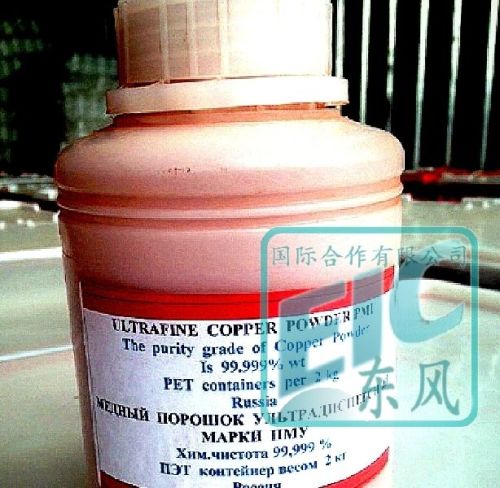 国际合作有限公司
EIC
东风
ULTRAFINE COPPER POWDER PMU
The purity grade of Copper Powder
Is 99,999% wt
PET containers per 2 kg
Russia
МЕДНЫЙ ПОРОШОК
МАРКИ ПМУ
Хим.чистота 99,999 %
ПЭТ контейнер весом 2 кг
Россия